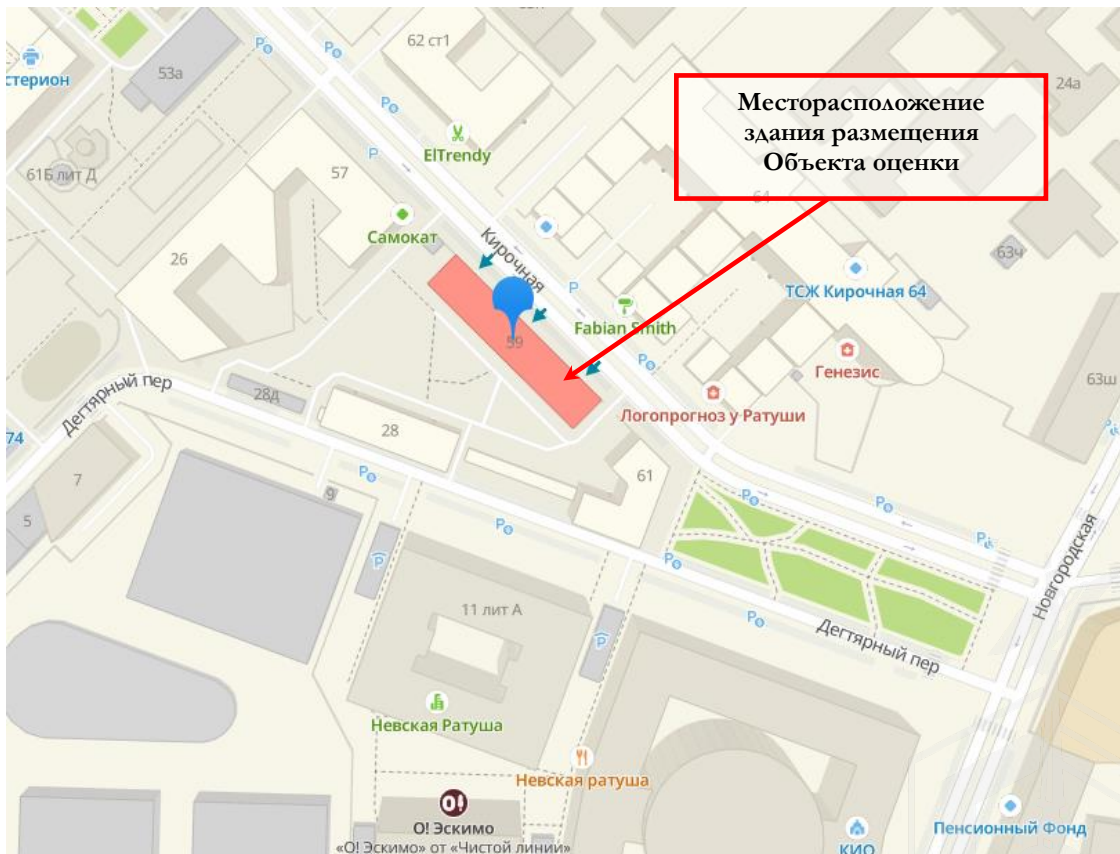 62 ст1
стерион
53а
24а
Месторасположение
здания размещения
Объекта оценки
ElTrendy
57
61Б лит Д
64
Самокат
Кирочная
63ч
26
ТСЖ Кирочная 64
59
Fabian Smith
Генезис
63ш
Дегтярный пер
28д
Логопрогноз у Ратуши
74
28
7
61
9
5
Новгородская
11 лит А
Дегтярный пер
Невская Ратуша
Невская ратуша
О!
О! Эскимо
«О! Эскимо» от «Чистой линии»
КИО
Пенсионный Фонд